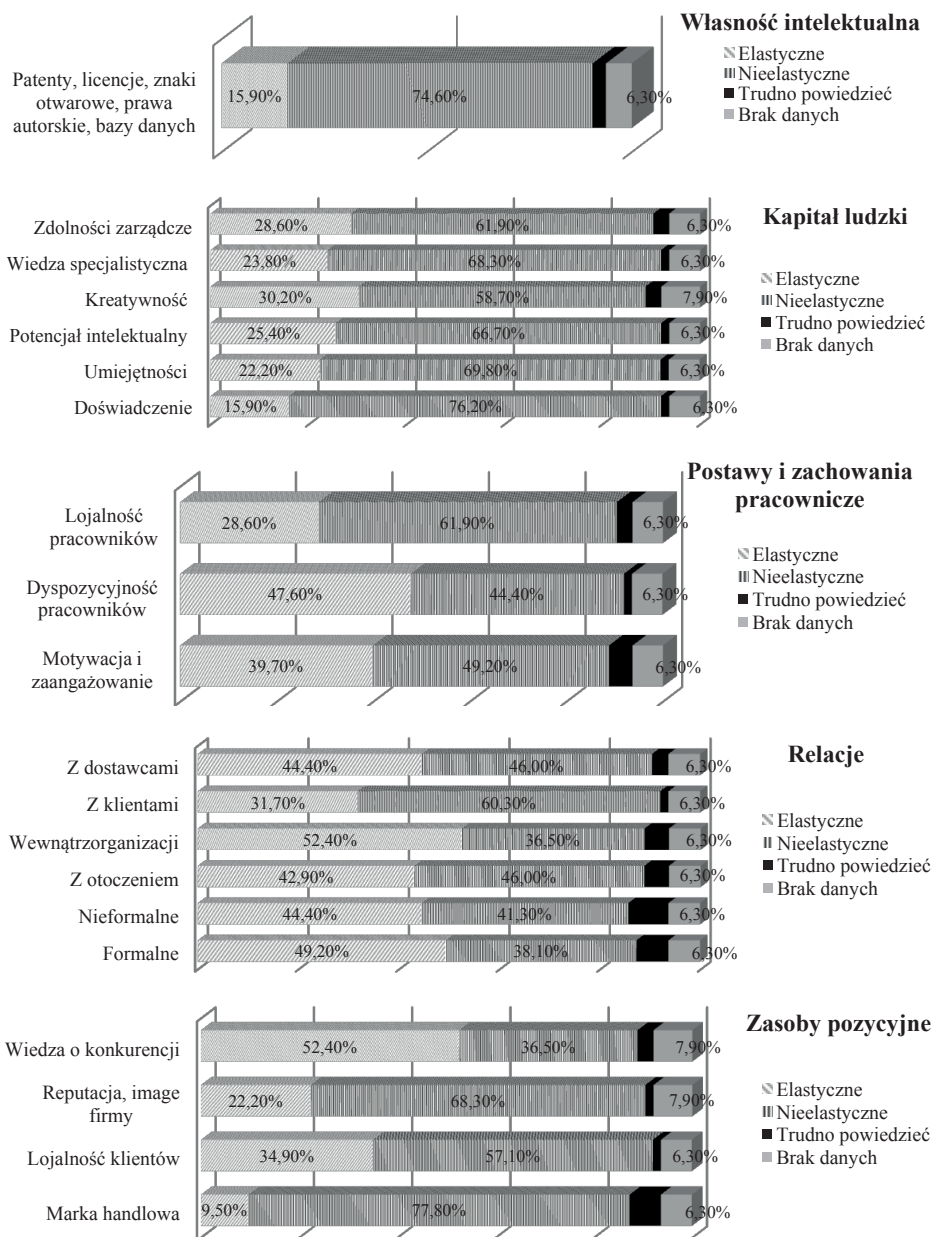 Własność intelektualna
Elastyczne
Nieelastyczne
Trudno powiedzieć
Brak danych
Patenty, licencje, znaki
otwarowe, prawa
autorskie, bazy danych
15,90% 74,60% 6,30%
Kapitał ludzki
Elastyczne
Nieelastyczne
Trudno powiedzieć
Brak danych
Zdolności zarządcze 28,60% 61,90% 6,30%
Wiedza specjalistyczna 23,80% 68,30% 6,30%
Kreatywność 30,20% 58,70% 7,90%
Potencjał intelektualny 25,40% 66,70% 6,30%
Umiejętności 22,20% 69,80% 6,30%
Doświadczenie 15,90% 76,20% 6,30%
Postawy i zachowania
pracownicze
Elastyczne
Nieelastyczne
Trudno powiedzieć
Brak danych
Lojalność
pracowników
28,60% 61,90% 6,30%
Dyspozycyjność
pracowników
47,60% 44,40% 6,30%
Motywacja i
zaangażowanie
39,70% 49,20% 6,30%
Relacje
Elastyczne
Nieelastyczne
Trudno powiedzieć
Brak danych
Z dostawcami 44,40% 46,00% 6,30%
Z klientami 31,70% 60,30% 6,30%
Wewnątrzorganizacji 52,40% 36,50% 6,30%
Z otoczeniem 42,90% 46,00% 6,30%
Nieformalne 44,40% 41,30% 6,30%
Formalne 49,20% 38,10% 6,30%
Zasoby pozycyjne
Elastyczne
Nieelastyczne
Trudno powiedzieć
Brak danych
Wiedza o konkurencji 52,40% 36,50% 7,90%
Reputacja, image
firmy
22,20% 68,30% 7,90%
Lojalność klientów 34,90% 57,10% 6,30%
Marka handlowa 9,50% 77,80% 6,30%